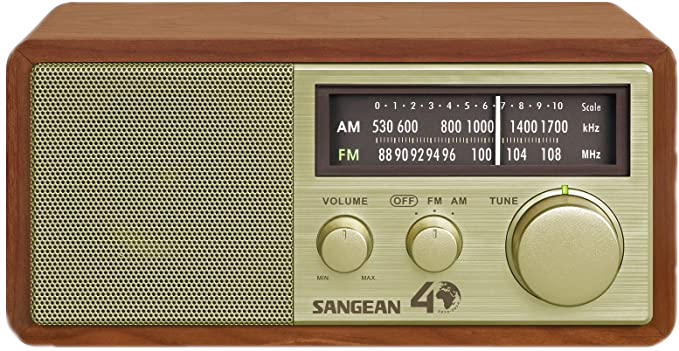 0 · 1 · 2 · 3 · 4 · 5 · 6 · 7 · 8 · 9 · 10 Scale
AM 530 600 800 1000 1400 1700 kHz
FM 88 90 92 94 96 100 104 108 MHz
VOLUME OFF FM AM TUNE
MIN. MAX.
SANGEAN 40